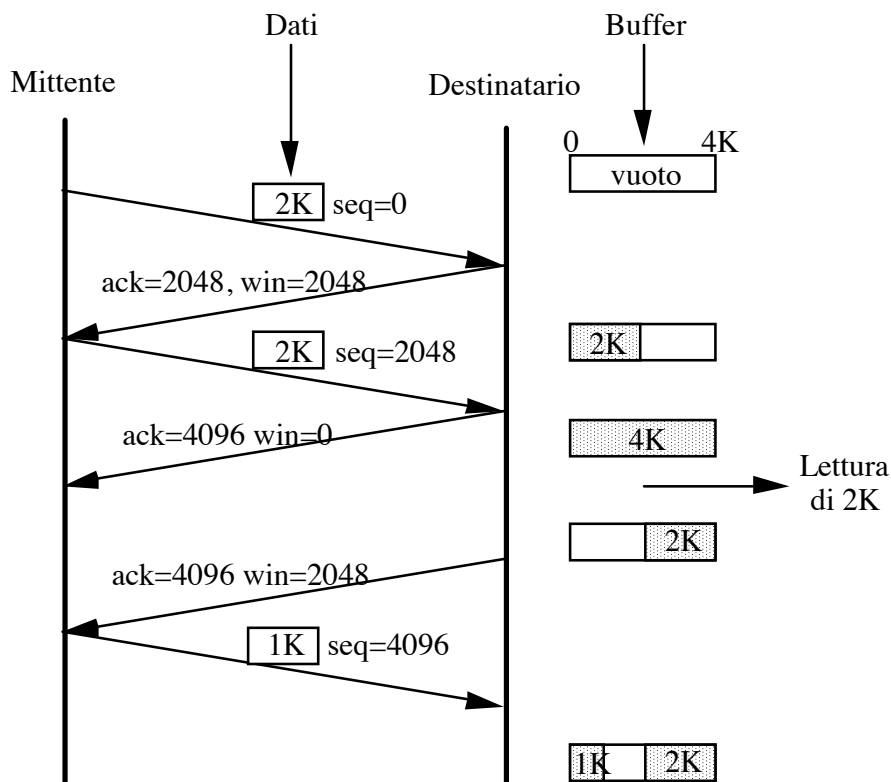 Dati
Buffer
Mittente
Destinatario
0
4K
vuoto
2K seq=0
ack=2048, win=2048
2K seq=2048
2K
ack=4096 win=0
4K
Lettura
di 2K
2K
ack=4096 win=2048
1K seq=4096
1K
2K